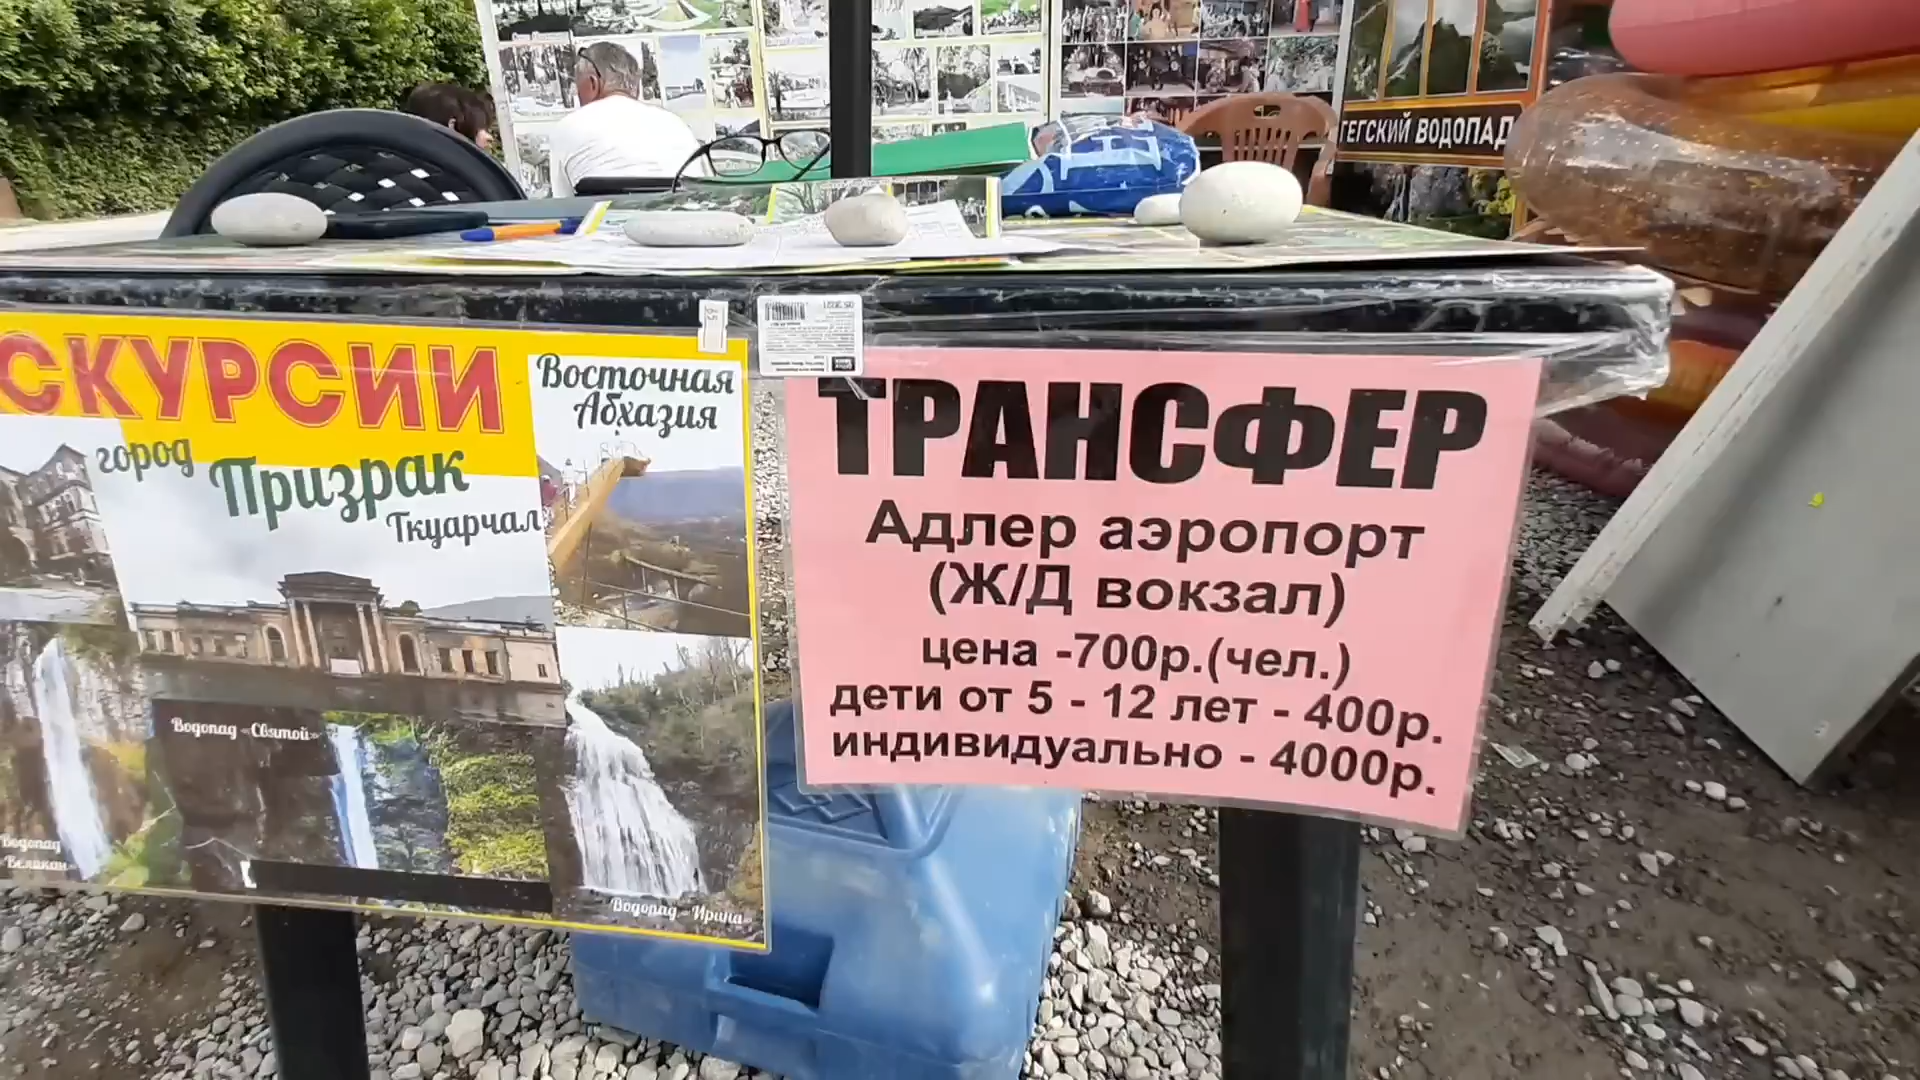 ГЕГСКИЙ ВОДОПАД
СКУРСИИ
город
Призрак
Ткуарчал
Восточная
Абхазия
Водопад «Святой»
Водопад
Великан»
Водопад «Ирина»
ТРАНСФЕР
Адлер аэропорт
(Ж/Д вокзал)
цена -700р.(чел.)
дети от 5 - 12 лет - 400р.
индивидуально - 4000р.